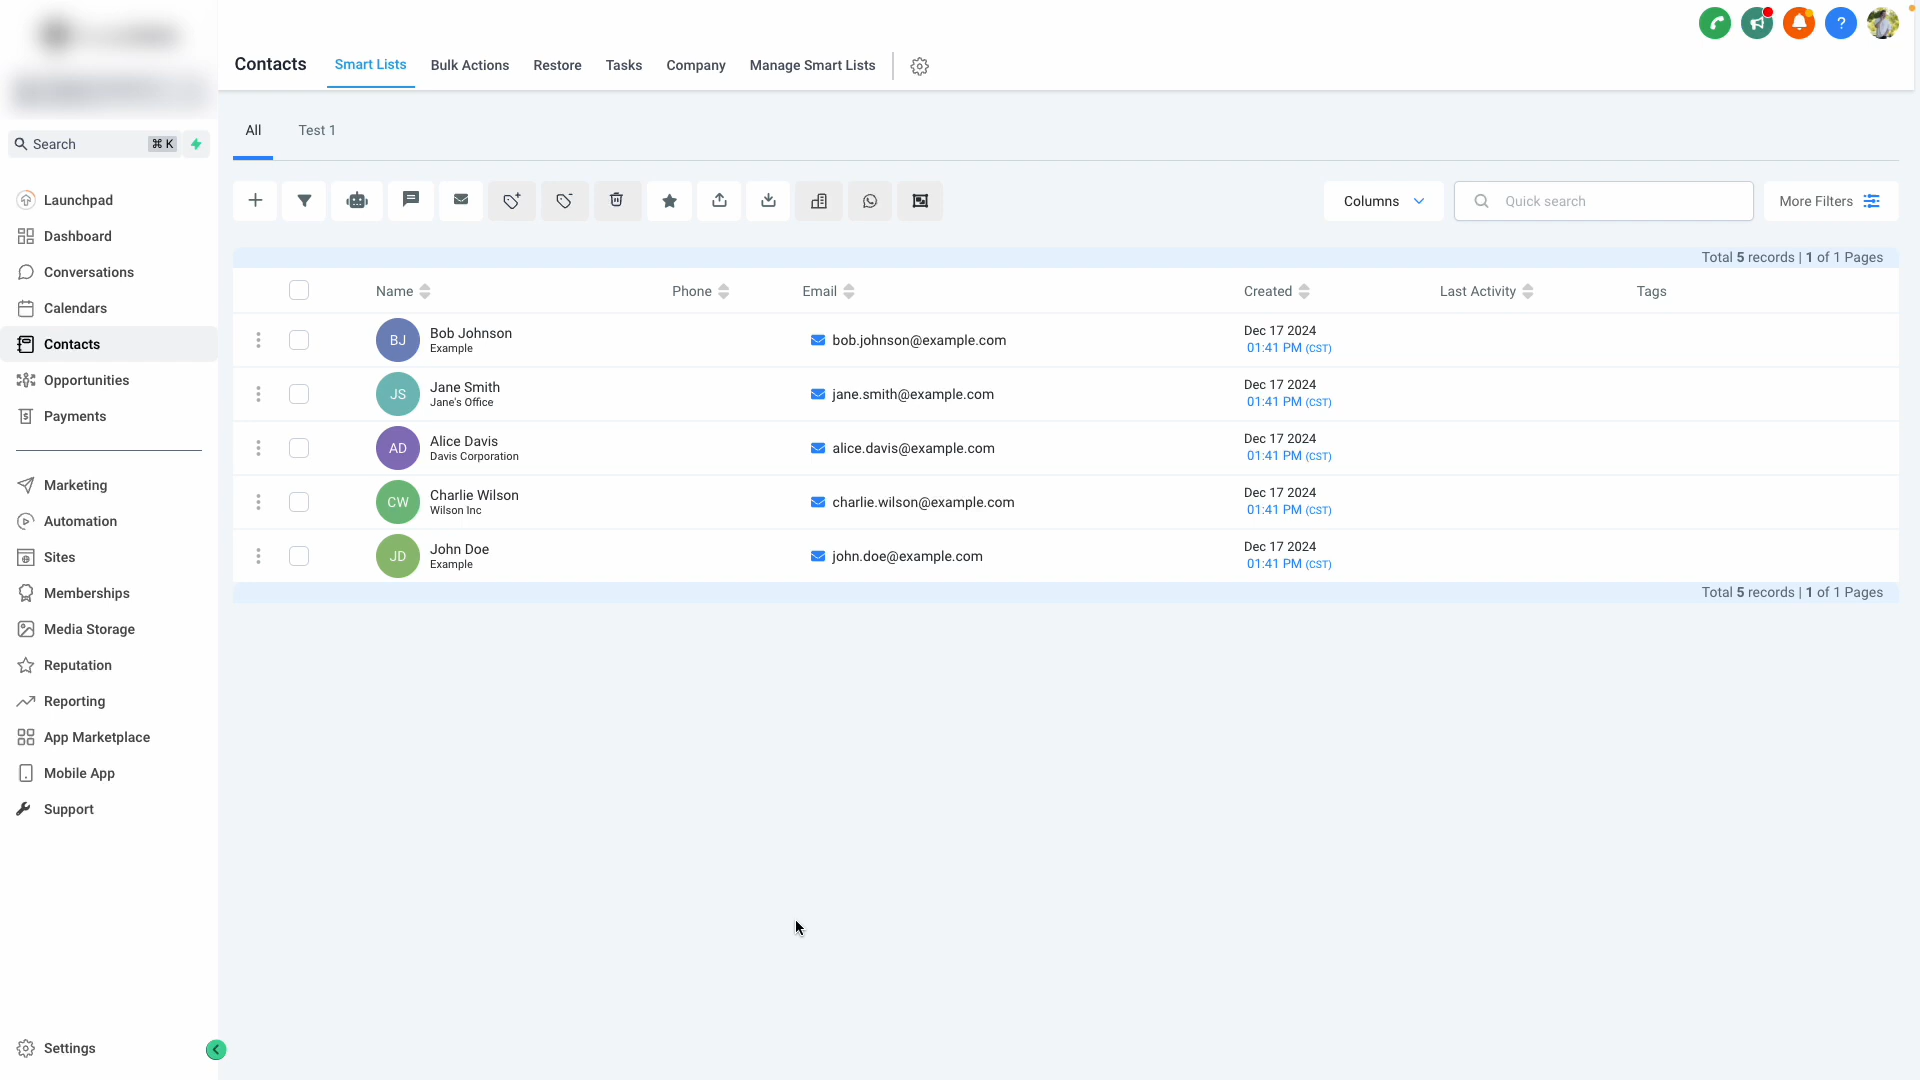 Contacts
Smart Lists
Bulk Actions
Restore
Tasks
Company
Manage Smart Lists
?
Search
⌘ K
Launchpad
Dashboard
Conversations
Calendars
Contacts
Opportunities
Payments
Marketing
Automation
Sites
Memberships
Media Storage
Reputation
Reporting
App Marketplace
Mobile App
Support
Settings
All
Test 1
Columns
Quick search
More Filters
Total 5 records | 1 of 1 Pages
Name
Phone
Email
Created
Last Activity
Tags
BJ
Bob Johnson
Example
bob.johnson@example.com
Dec 17 2024
01:41 PM (CST)
JS
Jane Smith
Jane's Office
jane.smith@example.com
Dec 17 2024
01:41 PM (CST)
AD
Alice Davis
Davis Corporation
alice.davis@example.com
Dec 17 2024
01:41 PM (CST)
CW
Charlie Wilson
Wilson Inc
charlie.wilson@example.com
Dec 17 2024
01:41 PM (CST)
JD
John Doe
Example
john.doe@example.com
Dec 17 2024
01:41 PM (CST)
Total 5 records | 1 of 1 Pages